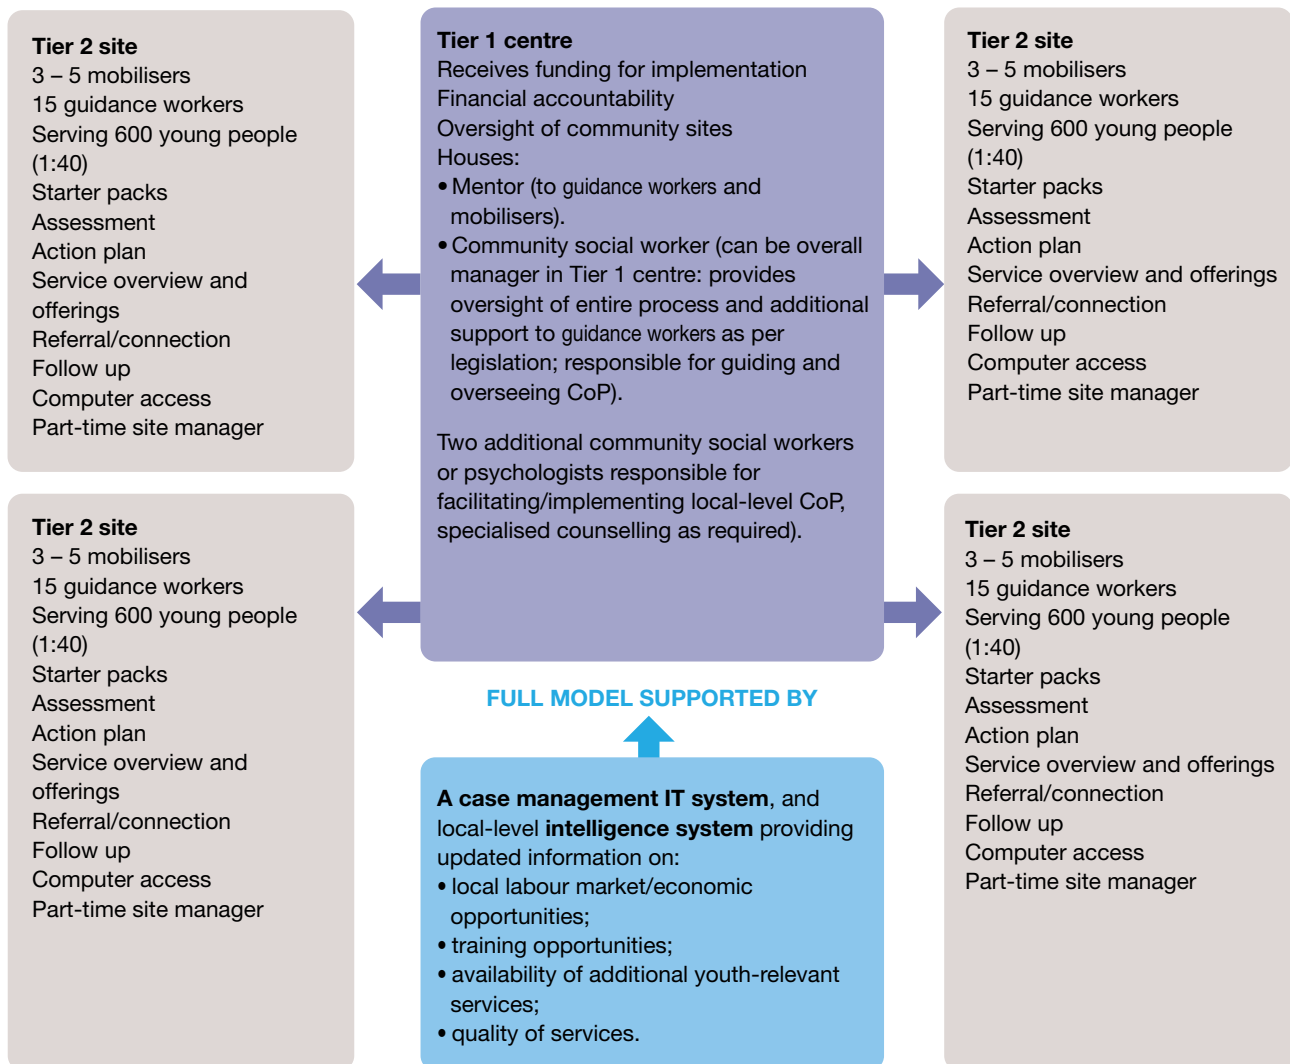 Tier 2 site
3 – 5 mobilisers
15 guidance workers
Serving 600 young people
(1:40)
Starter packs
Assessment
Action plan
Service overview and
offerings
Referral/connection
Follow up
Computer access
Part-time site manager
Tier 1 centre
Receives funding for implementation
Financial accountability
Oversight of community sites
Houses:
• Mentor (to guidance workers and
mobilisers).
• Community social worker (can be overall
manager in Tier 1 centre: provides
oversight of entire process and additional
support to guidance workers as per
legislation; responsible for guiding and
overseeing CoP).
Two additional community social workers
or psychologists responsible for
facilitating/implementing local-level CoP,
specialised counselling as required).
Tier 2 site
3 – 5 mobilisers
15 guidance workers
Serving 600 young people
(1:40)
Starter packs
Assessment
Action plan
Service overview and offerings
Referral/connection
Follow up
Computer access
Part-time site manager
Tier 2 site
3 – 5 mobilisers
15 guidance workers
Serving 600 young people
(1:40)
Starter packs
Assessment
Action plan
Service overview and
offerings
Referral/connection
Follow up
Computer access
Part-time site manager
FULL MODEL SUPPORTED BY
A case management IT system, and
local-level intelligence system providing
updated information on:
• local labour market/economic
opportunities;
• training opportunities;
• availability of additional youth-relevant
services;
• quality of services.
Tier 2 site
3 – 5 mobilisers
15 guidance workers
Serving 600 young people
(1:40)
Starter packs
Assessment
Action plan
Service overview and offerings
Referral/connection
Follow up
Computer access
Part-time site manager